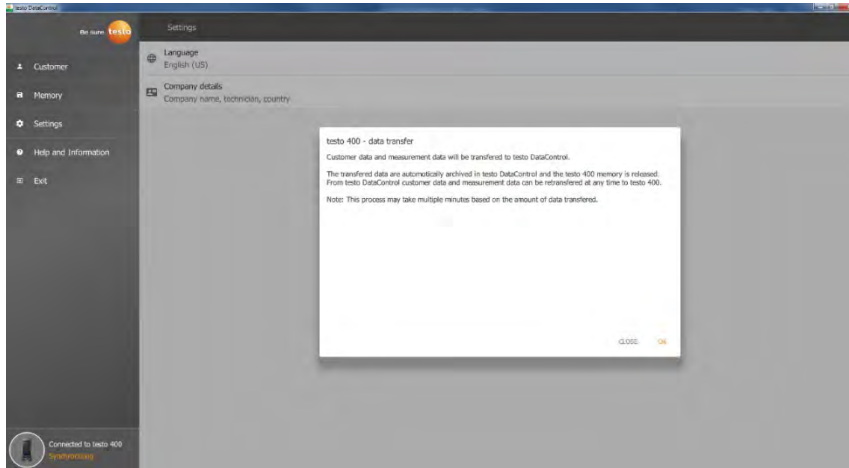 testo DataControl
Be sure. testo
Settings
Customer
Memory
Settings
Help and Information
Exit
Language
English (US)
Company details
Company name, technician, country
testo 400 - data transfer
Customer data and measurement data will be transfered to testo DataControl.
The transfered data are automatically archived in testo DataControl and the testo 400 memory is released.
From testo DataControl customer data and measurement data can be retransfered at any time to testo 400.
Note: This process may take multiple minutes based on the amount of data transfered.
CLOSE OK
Connected to testo 400
Synchronizing